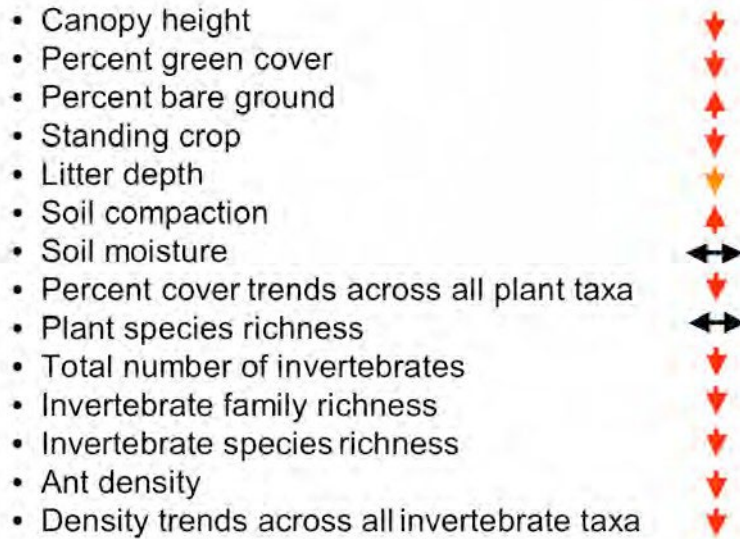 • Canopy height
• Percent green cover
• Percent bare ground
• Standing crop
• Litter depth
• Soil compaction
• Soil moisture
• Percent cover trends across all plant taxa
• Plant species richness
• Total number of invertebrates
• Invertebrate family richness
• Invertebrate species richness
• Ant density
• Density trends across all invertebrate taxa